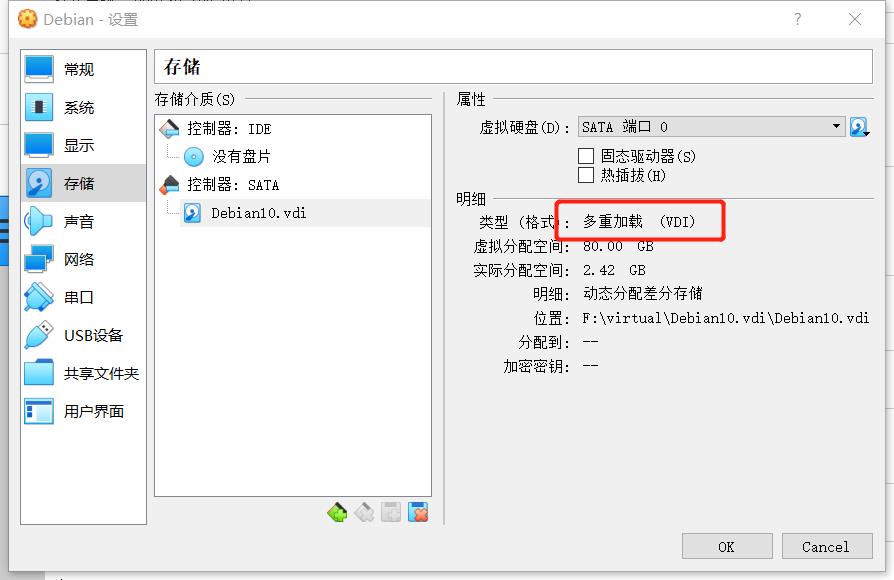 Debian - 设置
?
常规
系统
显示
存储
声音
网络
串口
USB设备
共享文件夹
用户界面
存储
存储介质(S)
控制器: IDE
没有盘片
控制器: SATA
Debian10.vdi
属性
虚拟硬盘(D): SATA 端口 0
固态驱动器(S)
热插拔(H)
明细
类型 (格式): 多重加载 (VDI)
虚拟分配空间: 80.00 GB
实际分配空间: 2.42 GB
明细: 动态分配差分存储
位置: F:\virtual\Debian10.vdi\Debian10.vdi
分配到: --
加密密钥: --
OK
Cancel